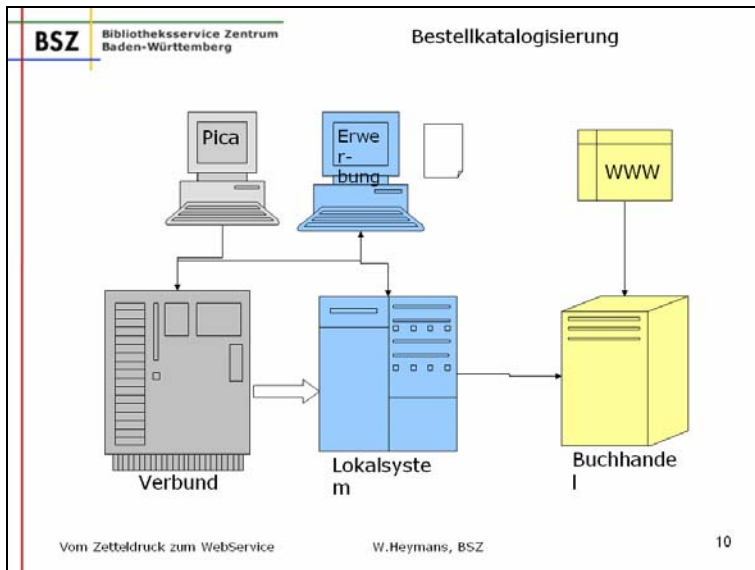 BSZ
Bibliotheksservice Zentrum
Baden-Württemberg
Bestellkatalogisierung
Pica
Erwe
r-
bung
WWW
Verbund
Lokalsyste
m
Buchhande
l
Vom Zetteldruck zum WebService
W.Heymans, BSZ
10